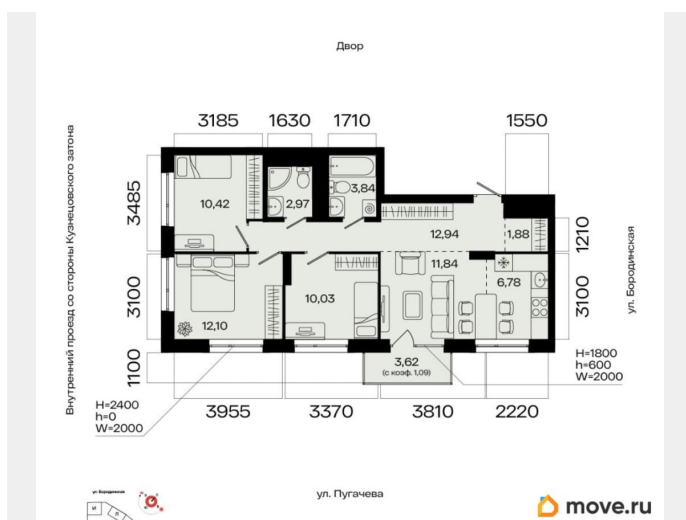 Двор
3185 1630 1710 1550
Внутренний проезд со стороны Кузнецовского затона
3485
3100
1100
10,42
2,97
3,84
12,94
1,88
11,84
6,78
10,03
12,10
1210
3100
ул. Бородинская
3,62
(с коэф. 1,09)
H=2400
h=0
W=2000
H=1800
h=600
W=2000
3955 3370 3810 2220
ул. Бородинская
ул. Пугачева
move.ru